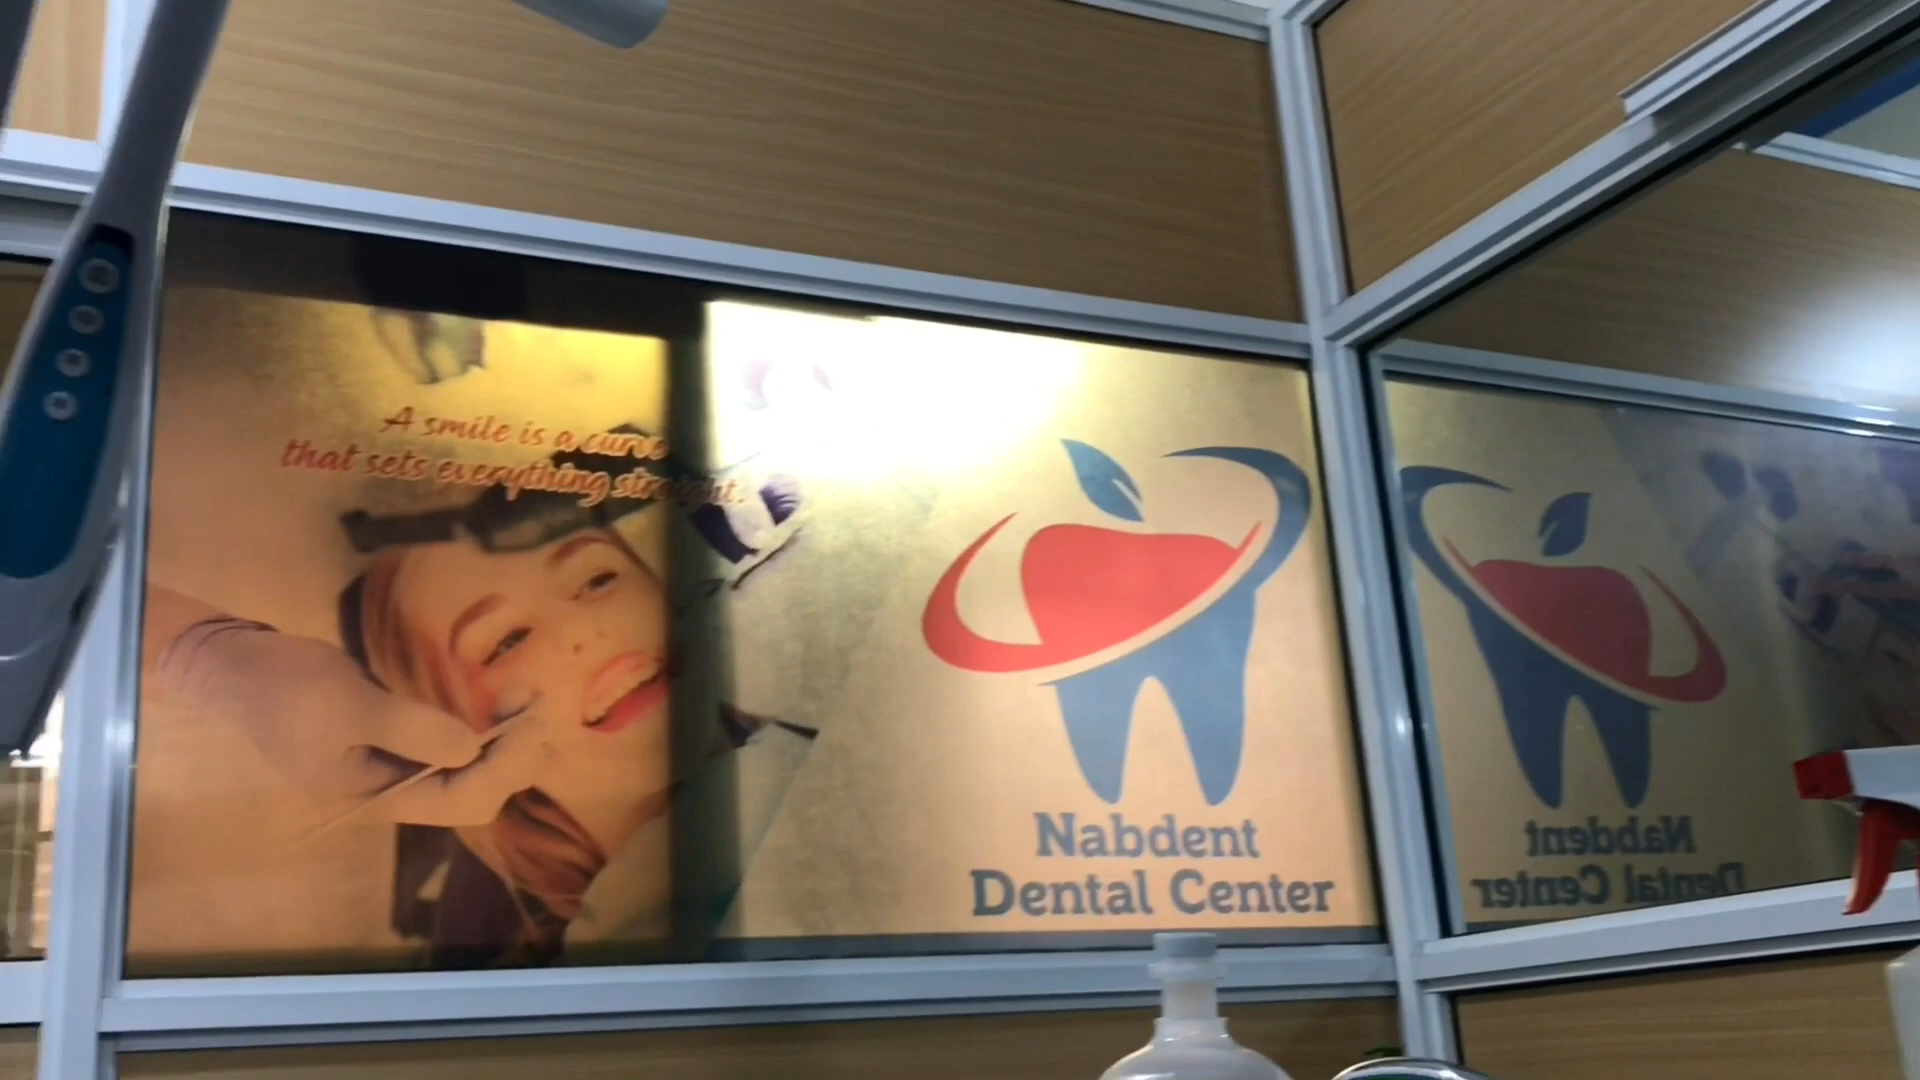 A smile is a curve
that sets everything straight.
Nabdent
Dental Center
Nabdent
Dental Center